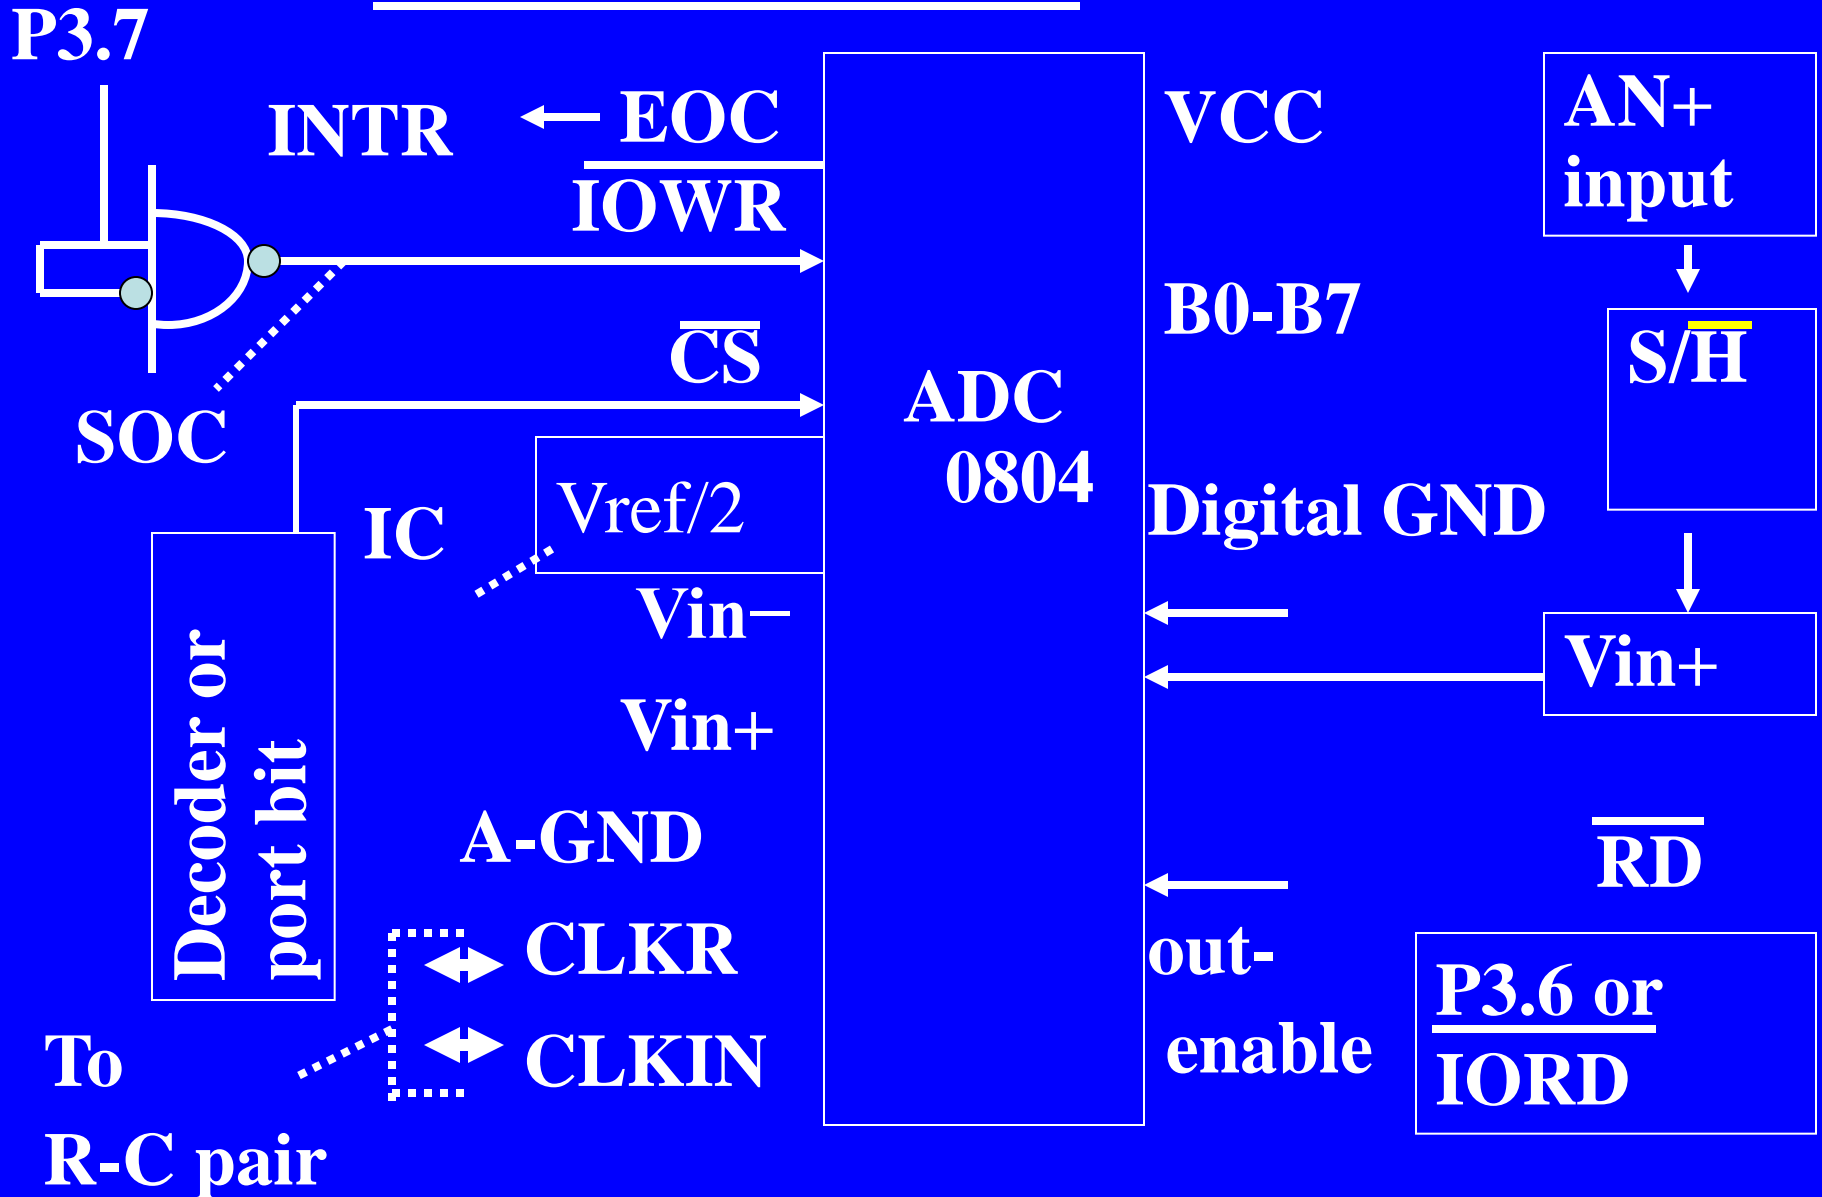 P3.7
INTR
EOC
IOWR
SOC
CS
IC
Vref/2
Vin−
Vin+
A-GND
CLKR
CLKIN
Decoder or
port bit
To
R-C pair
ADC
0804
VCC
B0-B7
Digital GND
out-
enable
AN+
input
S/H
Vin+
RD
P3.6 or
IORD